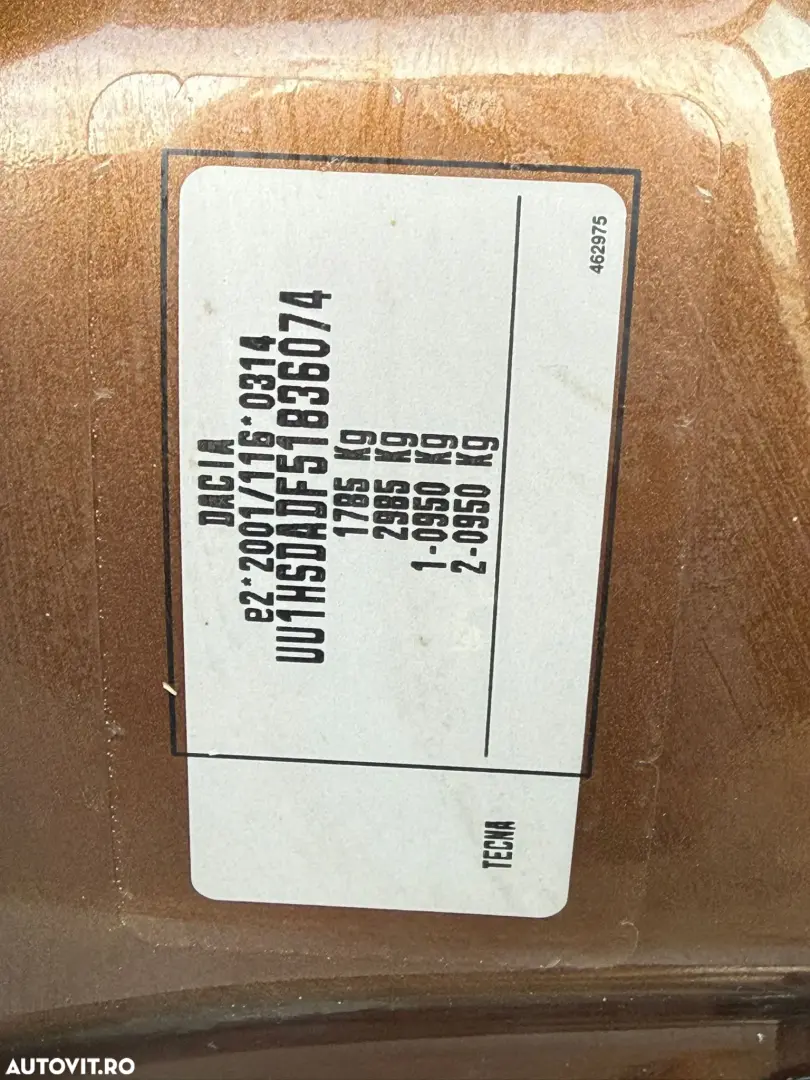 DACIA
e2*2001/116*0314
UU1HSDADF51836074
1785 Kg
2985 Kg
1-0950 Kg
2-0950 Kg
462975
TECNA
AUTOVIT.RO